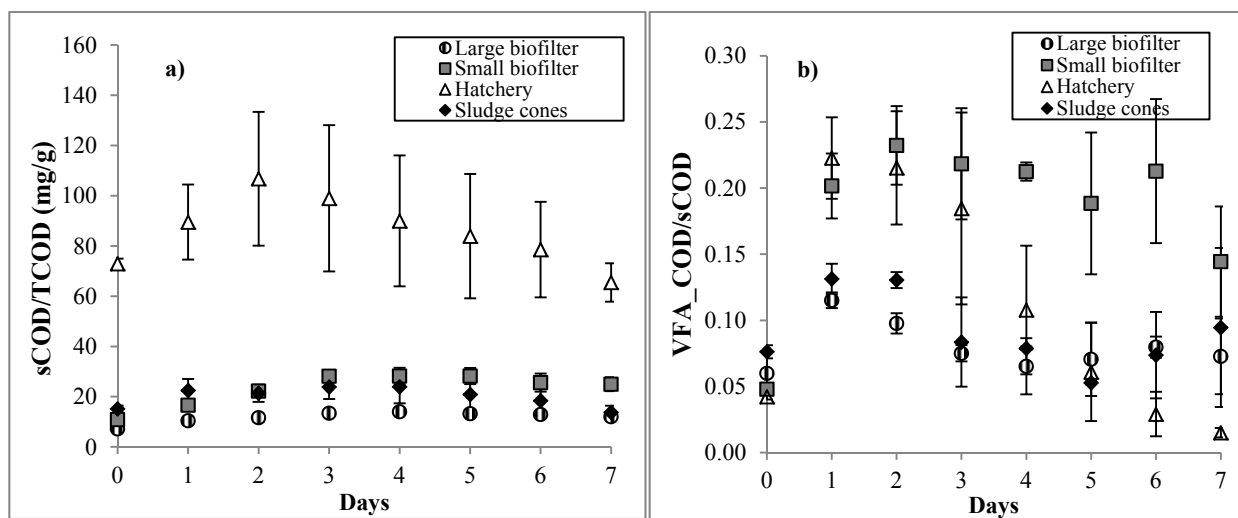 160
140
120
100
80
60
40
20
0
sCOD/TCOD (mg/g)
a)
Large biofilter
Small biofilter
Hatchery
Sludge cones
0 1 2 3 4 5 6 7
Days
0.30
0.25
0.20
0.15
0.10
0.05
0.00
VFA_COD/sCOD
b)
Large biofilter
Small biofilter
Hatchery
Sludge cones
0 1 2 3 4 5 6 7
Days